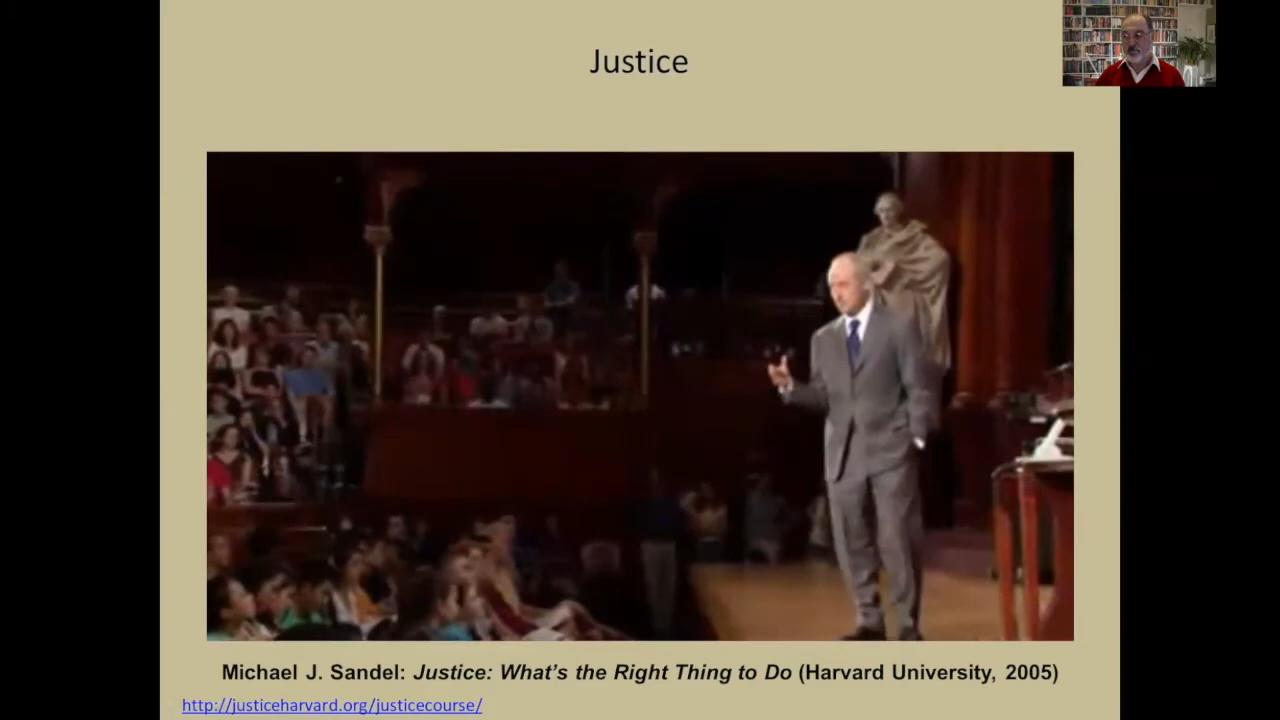 Justice
Michael J. Sandel: Justice: What's the Right Thing to Do (Harvard University, 2005)
http://justiceharvard.org/justicecourse/